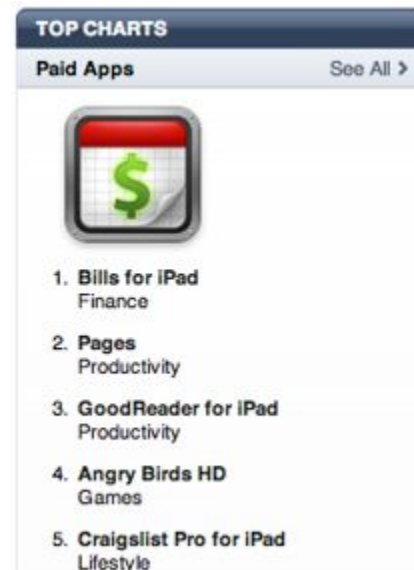 TOP CHARTS
Paid Apps See All >
$
1. Bills for iPad
Finance
2. Pages
Productivity
3. GoodReader for iPad
Productivity
4. Angry Birds HD
Games
5. Craigslist Pro for iPad
Lifestyle